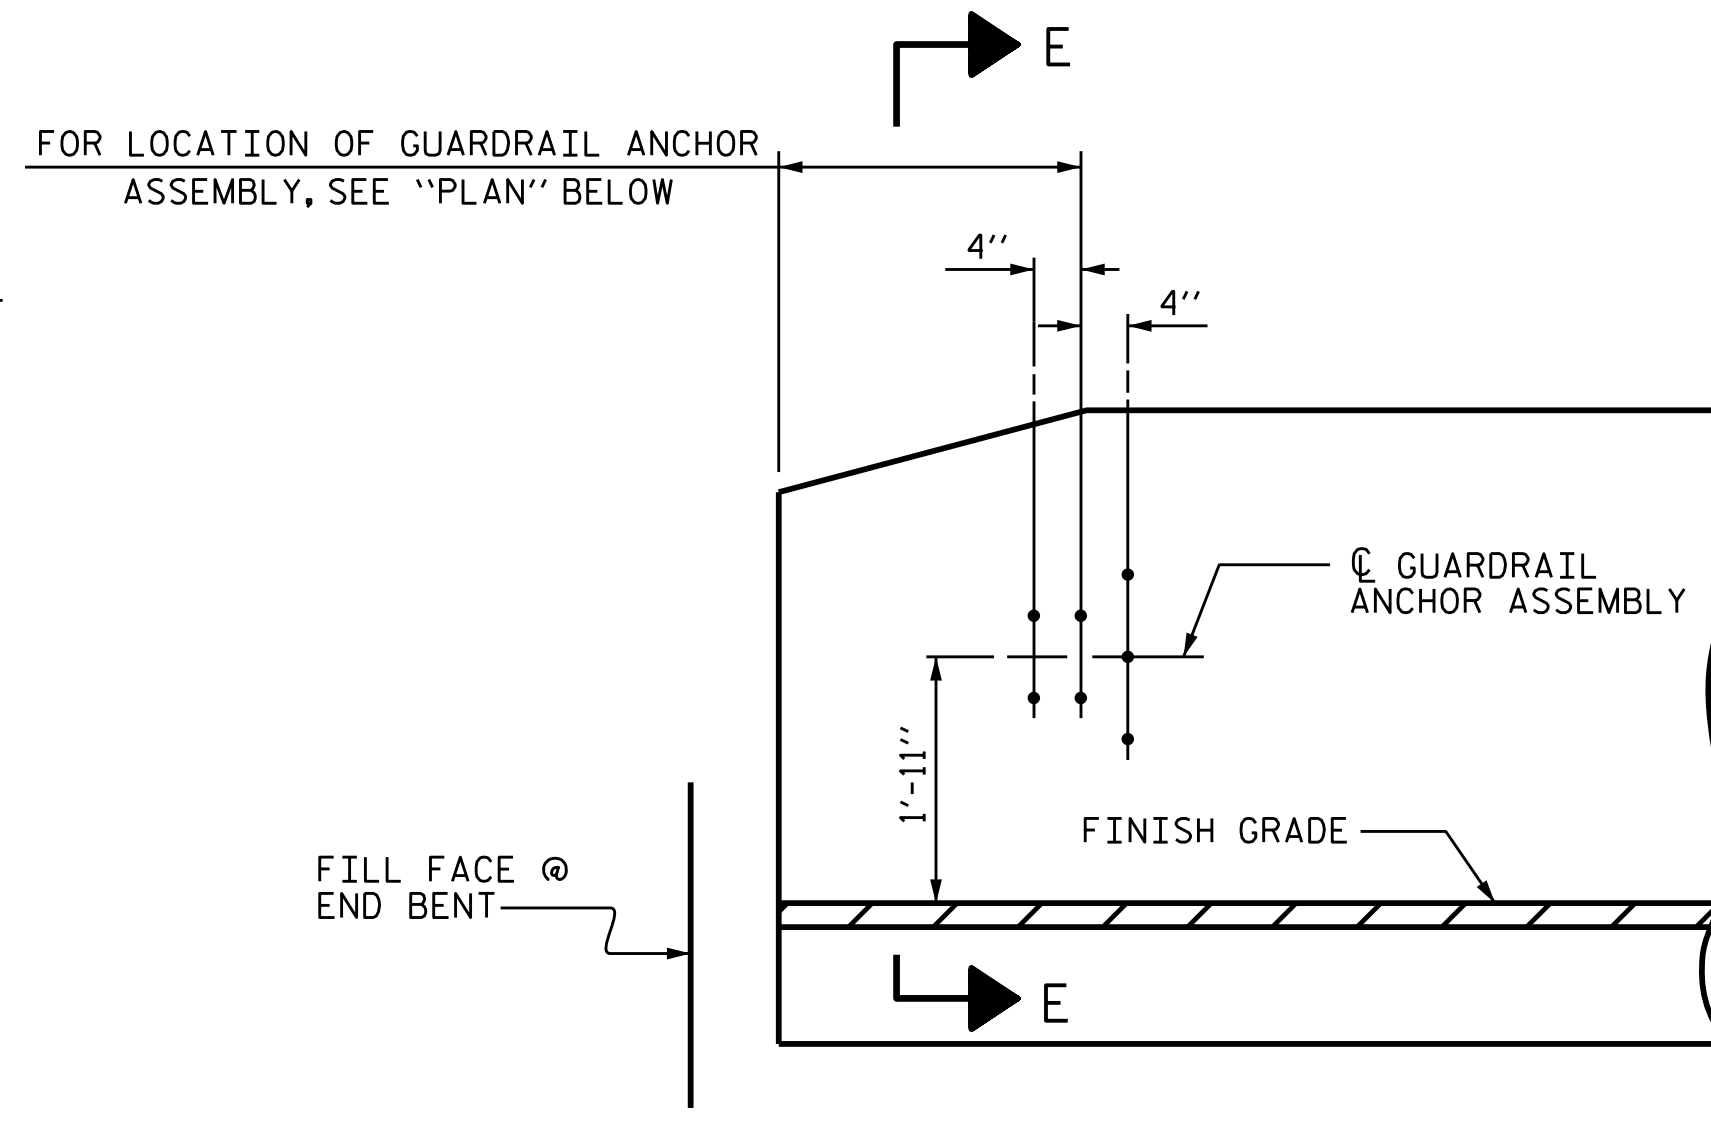 E
FOR LOCATION OF GUARDRAIL ANCHOR
ASSEMBLY, SEE "PLAN" BELOW
4"
4"
℄ GUARDRAIL
ANCHOR ASSEMBLY
1'-11"
FINISH GRADE
FILL FACE @
END BENT
E